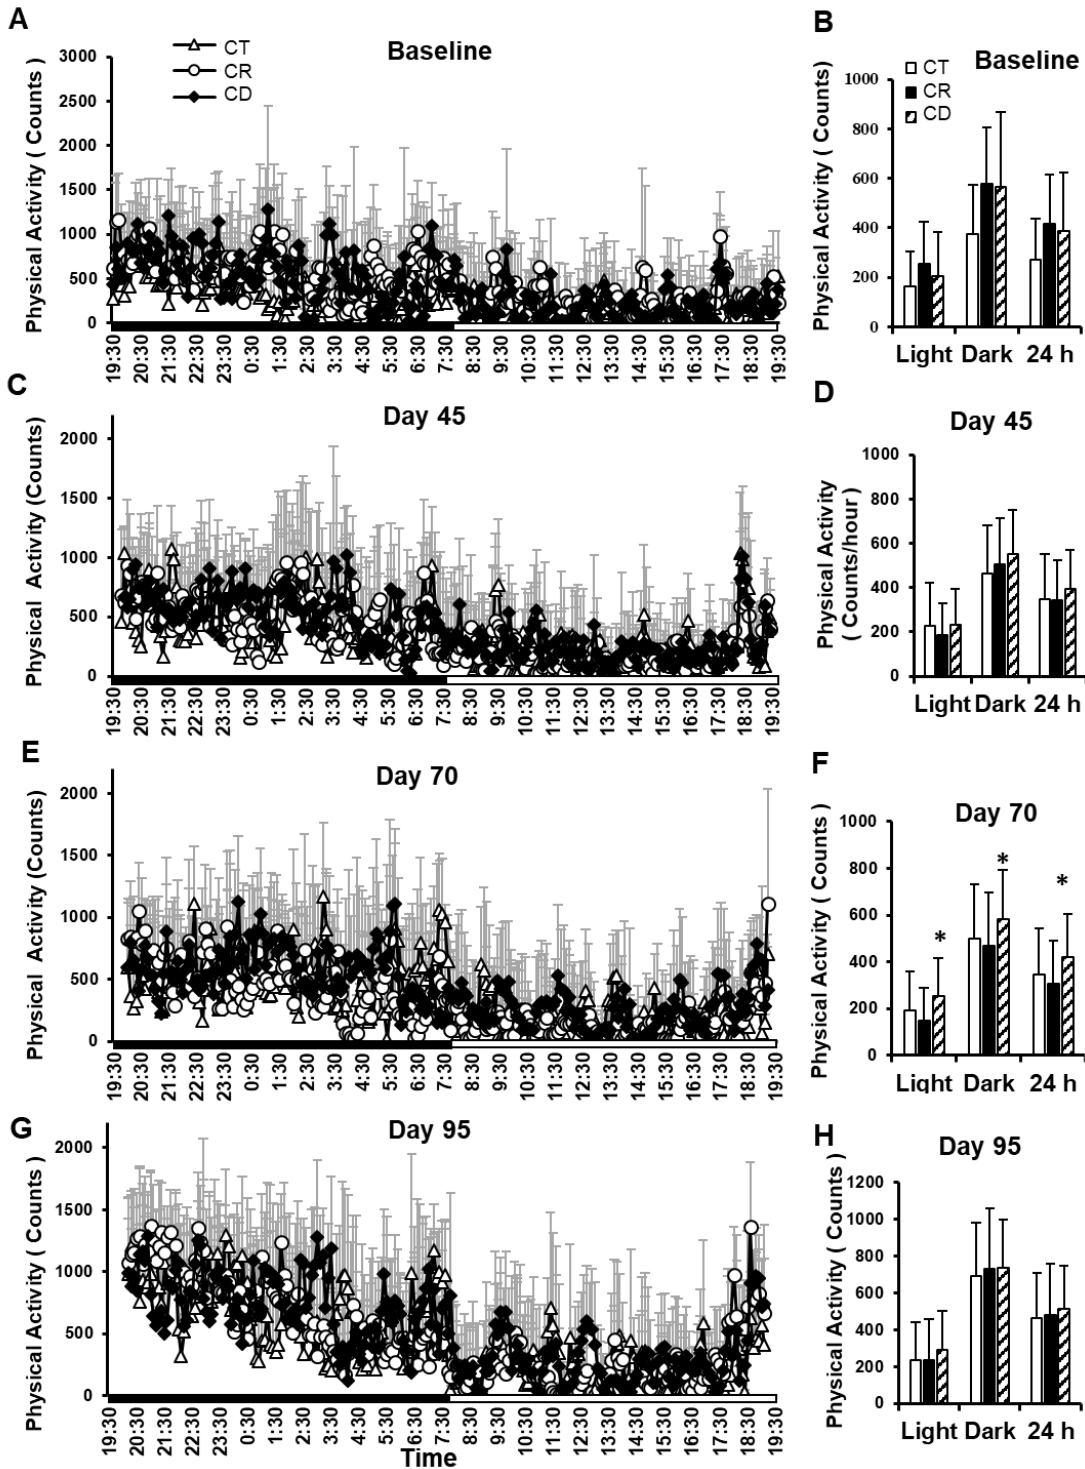 A
Baseline
CT
CR
CD
Physical Activity ( Counts)
3000
2500
2000
1500
1000
500
0
19:30 20:30 21:30 22:30 23:30 0:30 1:30 2:30 3:30 4:30 5:30 6:30 7:30 8:30 9:30 10:30 11:30 12:30 13:30 14:30 15:30 16:30 17:30 18:30 19:30
B
Baseline
CT
CR
CD
Physical Activity ( Counts)
1000
800
600
400
200
0
Light Dark 24 h
C
Day 45
Physical Activity (Counts)
2000
1500
1000
500
0
19:30 20:30 21:30 22:30 23:30 0:30 1:30 2:30 3:30 4:30 5:30 6:30 7:30 8:30 9:30 10:30 11:30 12:30 13:30 14:30 15:30 16:30 17:30 18:30 19:30
D
Day 45
Physical Activity
( Counts/hour )
1000
800
600
400
200
0
Light Dark 24 h
E
Day 70
Physical Activity (Counts)
2000
1500
1000
500
0
19:30 20:30 21:30 22:30 23:30 0:30 1:30 2:30 3:30 4:30 5:30 6:30 7:30 8:30 9:30 10:30 11:30 12:30 13:30 14:30 15:30 16:30 17:30 18:30 19:30
F
Day 70
Physical Activity ( Counts )
1000
800
600
400
200
0
* * *
Light Dark 24 h
G
Day 95
Physical Activity ( Counts )
2000
1500
1000
500
0
19:30 20:30 21:30 22:30 23:30 0:30 1:30 2:30 3:30 4:30 5:30 6:30 7:30 8:30 9:30 10:30 11:30 12:30 13:30 14:30 15:30 16:30 17:30 18:30 19:30
Time
H
Day 95
Physical Activity ( Counts )
1200
1000
800
600
400
200
0
Light Dark 24 h